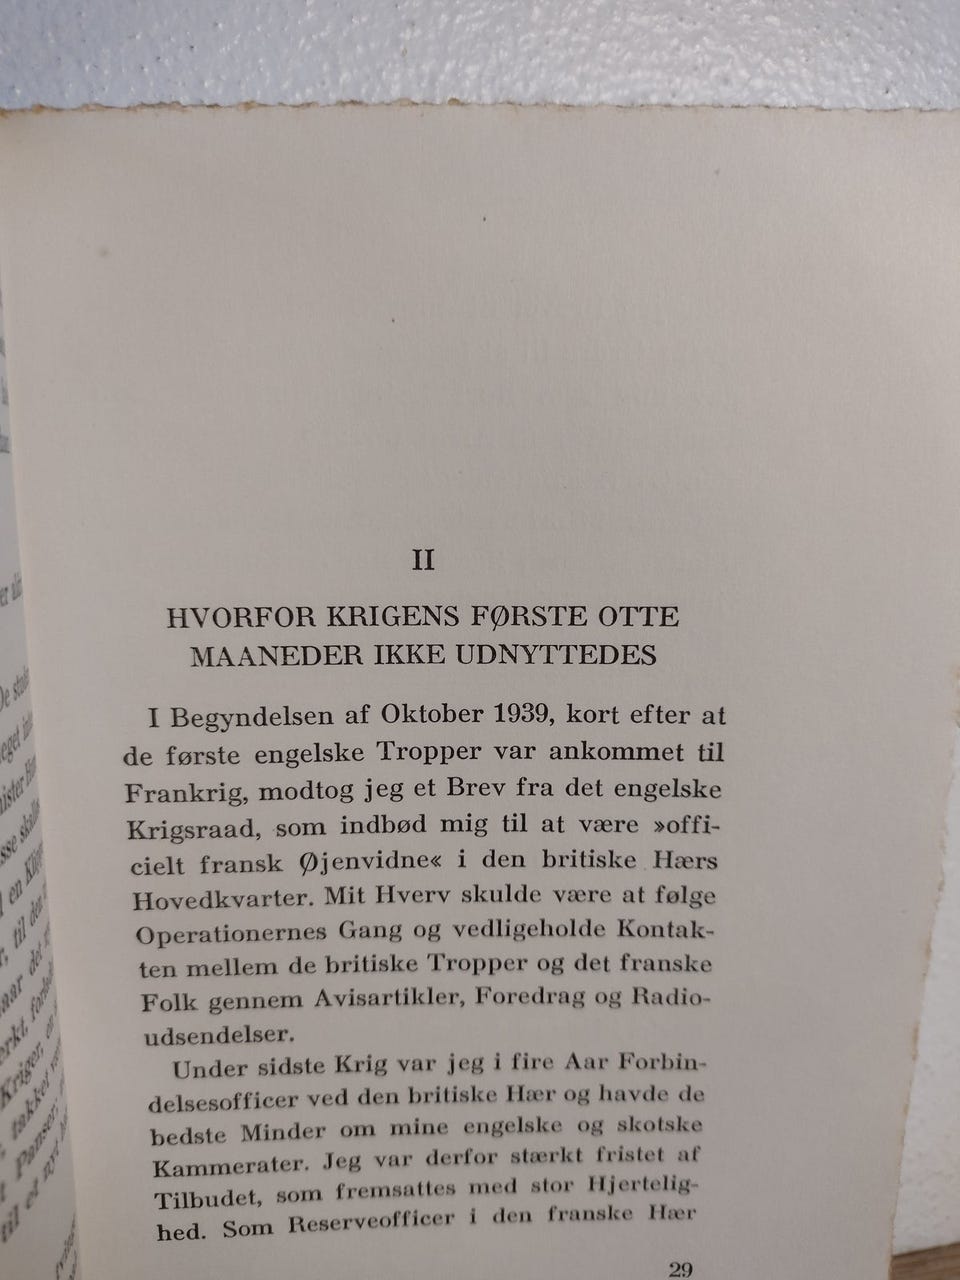 II
HVORFOR KRIGENS FØRSTE OTTE
MAANEDER IKKE UDNYTTEDES
I Begyndelsen af Oktober 1939, kort efter at
de første engelske Tropper var ankommet til
Frankrig, modtog jeg et Brev fra det engelske
Krigsraad, som indbød mig til at være »offi-
cielt fransk Øjenvidne« i den britiske Hærs
Hovedkvarter. Mit Hverv skulde være at følge
Operationernes Gang og vedligeholde Kontak-
ten mellem de britiske Tropper og det franske
Folk gennem Avisartikler, Foredrag og Radio-
udsendelser.
Under sidste Krig var jeg i fire Aar Forbin-
delsesofficer ved den britiske Hær og havde de
bedste Minder om mine engelske og skotske
Kammerater. Jeg var derfor stærkt fristet af
Tilbudet, som fremsattes med stor Hjertelig-
hed. Som Reserveofficer i den franske Hær
29